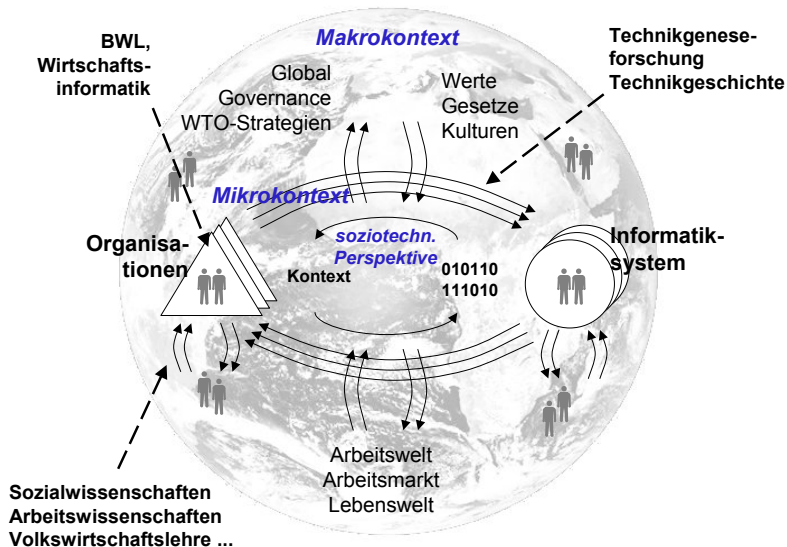 BWL,
Wirtschafts-
informatik
Makrokontext
Technikgenese-
forschung
Technikgeschichte
Global
Governance
WTO-Strategien
Werte
Gesetze
Kulturen
Mikrokontext
Organisa-
tionen
soziotechn.
Perspektive
Kontext
010110
111010
Informatik-
system
Arbeitswelt
Arbeitsmarkt
Lebenswelt
Sozialwissenschaften
Arbeitswissenschaften
Volkswirtschaftslehre ...